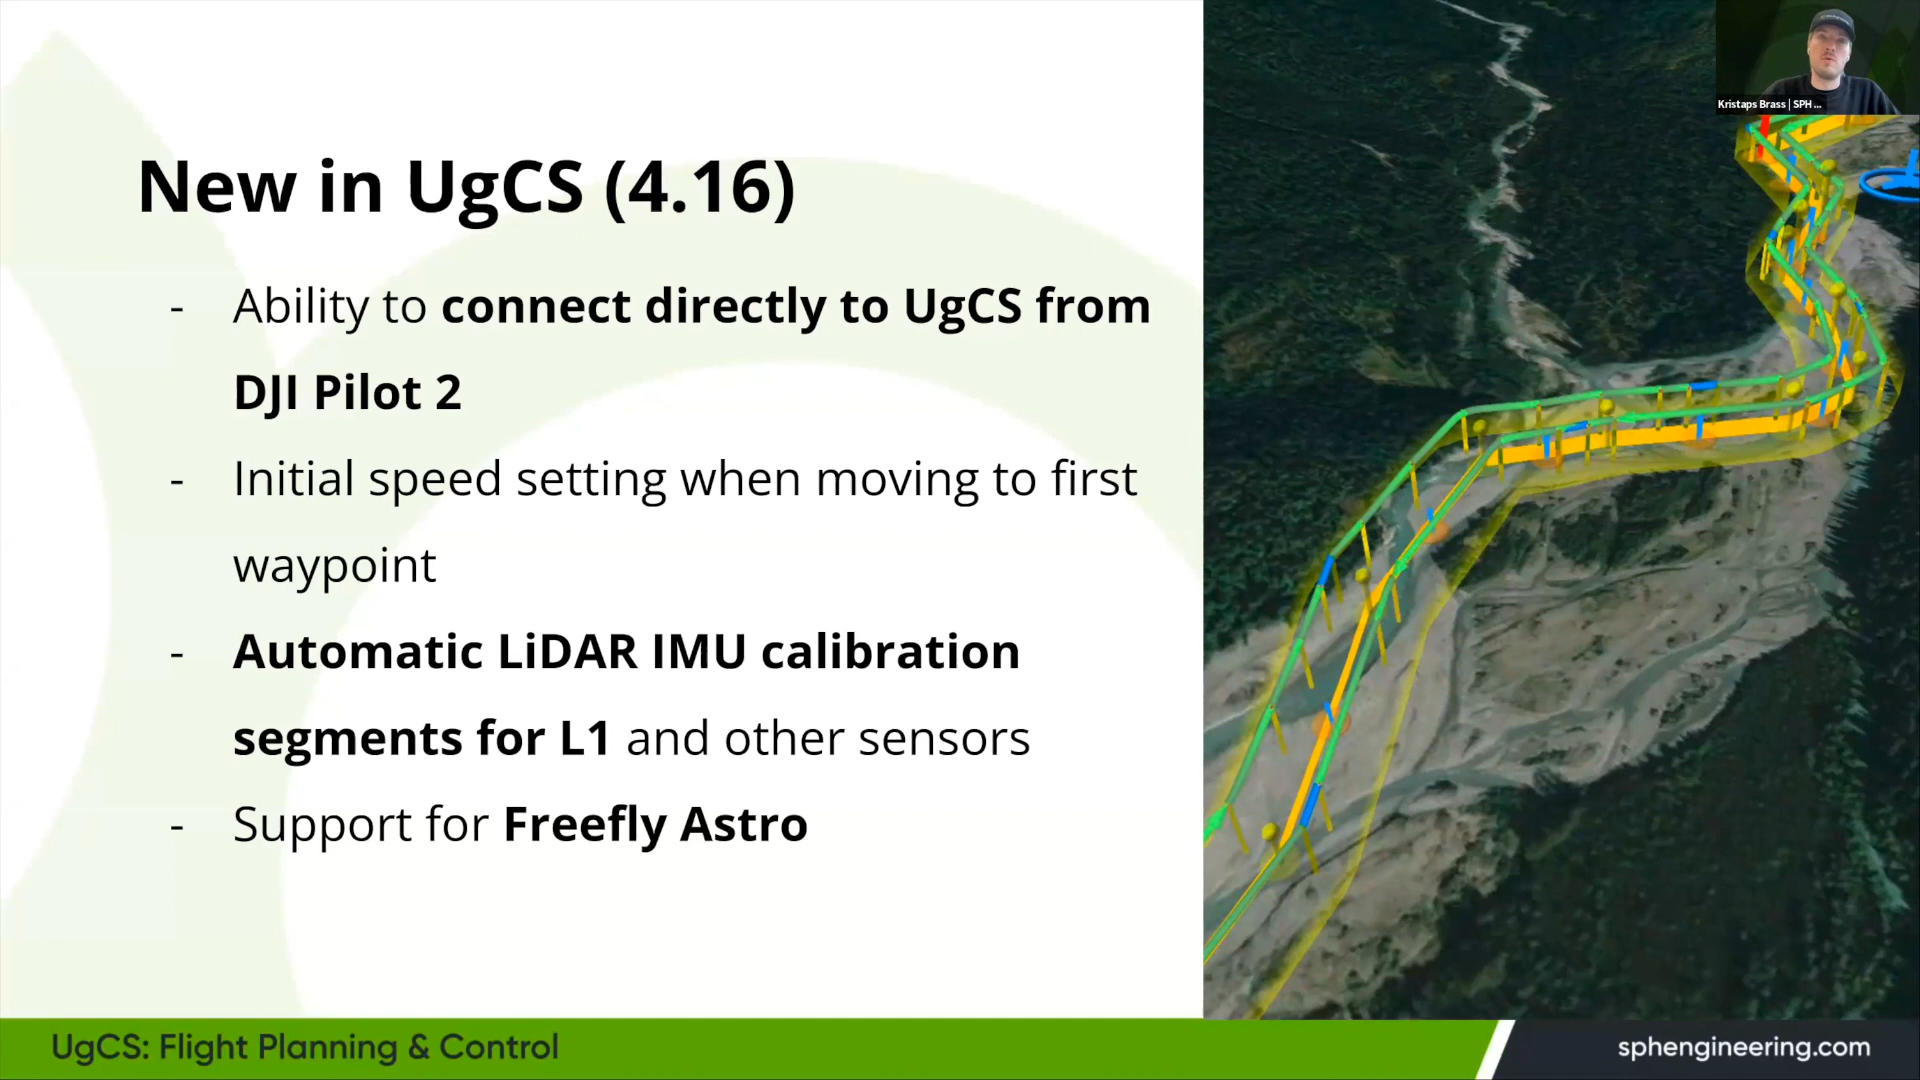 Kristaps Brass | SPH ...
New in UgCS (4.16)
- Ability to connect directly to UgCS from
DJI Pilot 2
- Initial speed setting when moving to first
waypoint
- Automatic LiDAR IMU calibration
segments for L1 and other sensors
- Support for Freefly Astro
UgCS: Flight Planning & Control
sphengineering.com